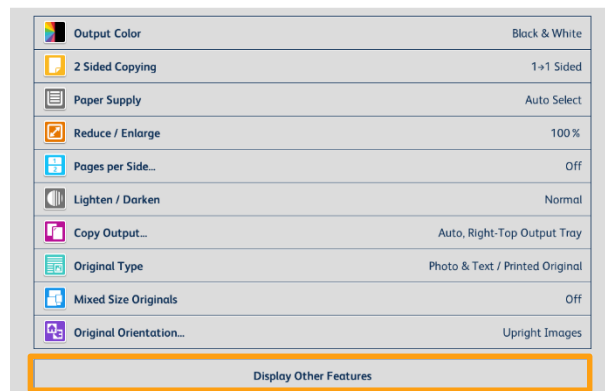 Output Color Black & White
2 Sided Copying 1→1 Sided
Paper Supply Auto Select
Reduce / Enlarge 100 %
Pages per Side... Off
Lighten / Darken Normal
Copy Output... Auto, Right-Top Output Tray
Original Type Photo & Text / Printed Original
Mixed Size Originals Off
Original Orientation... Upright Images
Display Other Features